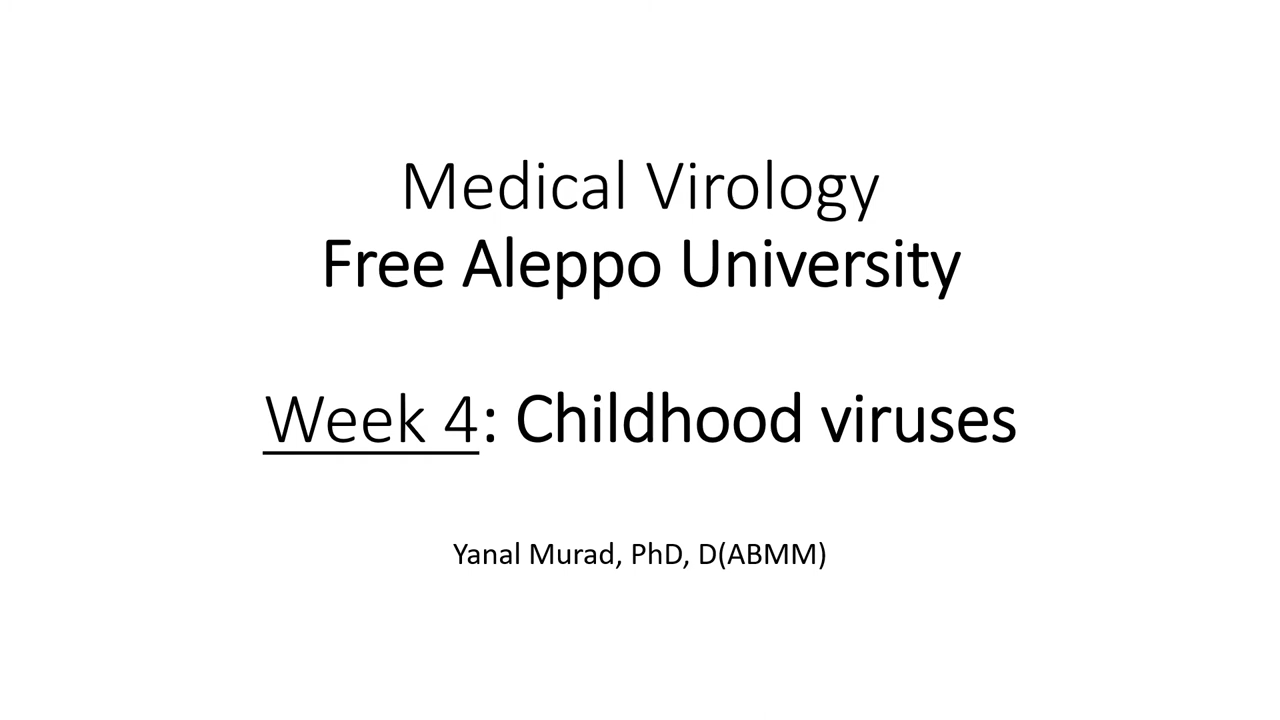 Medical Virology
Free Aleppo University
Week 4: Childhood viruses
Yanal Murad, PhD, D(ABMM)